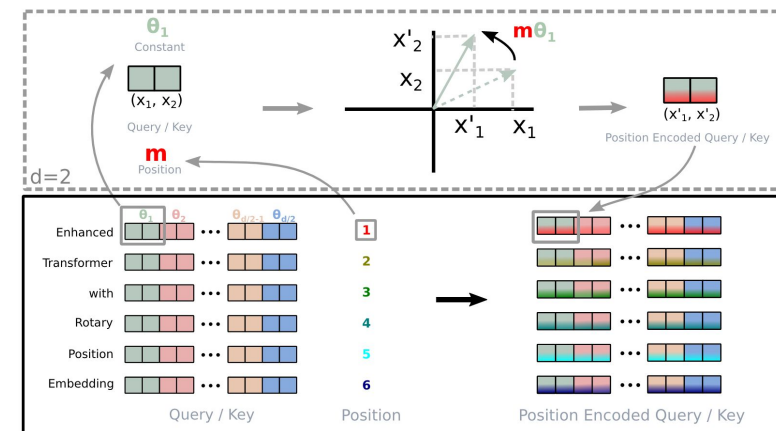 θ₁
Constant
(x₁, x₂)
Query / Key
m
Position
d=2
x'₂
x₂
x'₁ x₁
mθ₁
(x'₁, x'₂)
Position Encoded Query / Key
θ₁ θ₂ θ_{d/2-1} θ_{d/2}
Enhanced ••• 1 •••
Transformer ••• 2 •••
with ••• 3 •••
Rotary ••• 4 •••
Position ••• 5 •••
Embedding ••• 6 •••
Query / Key Position Position Encoded Query / Key